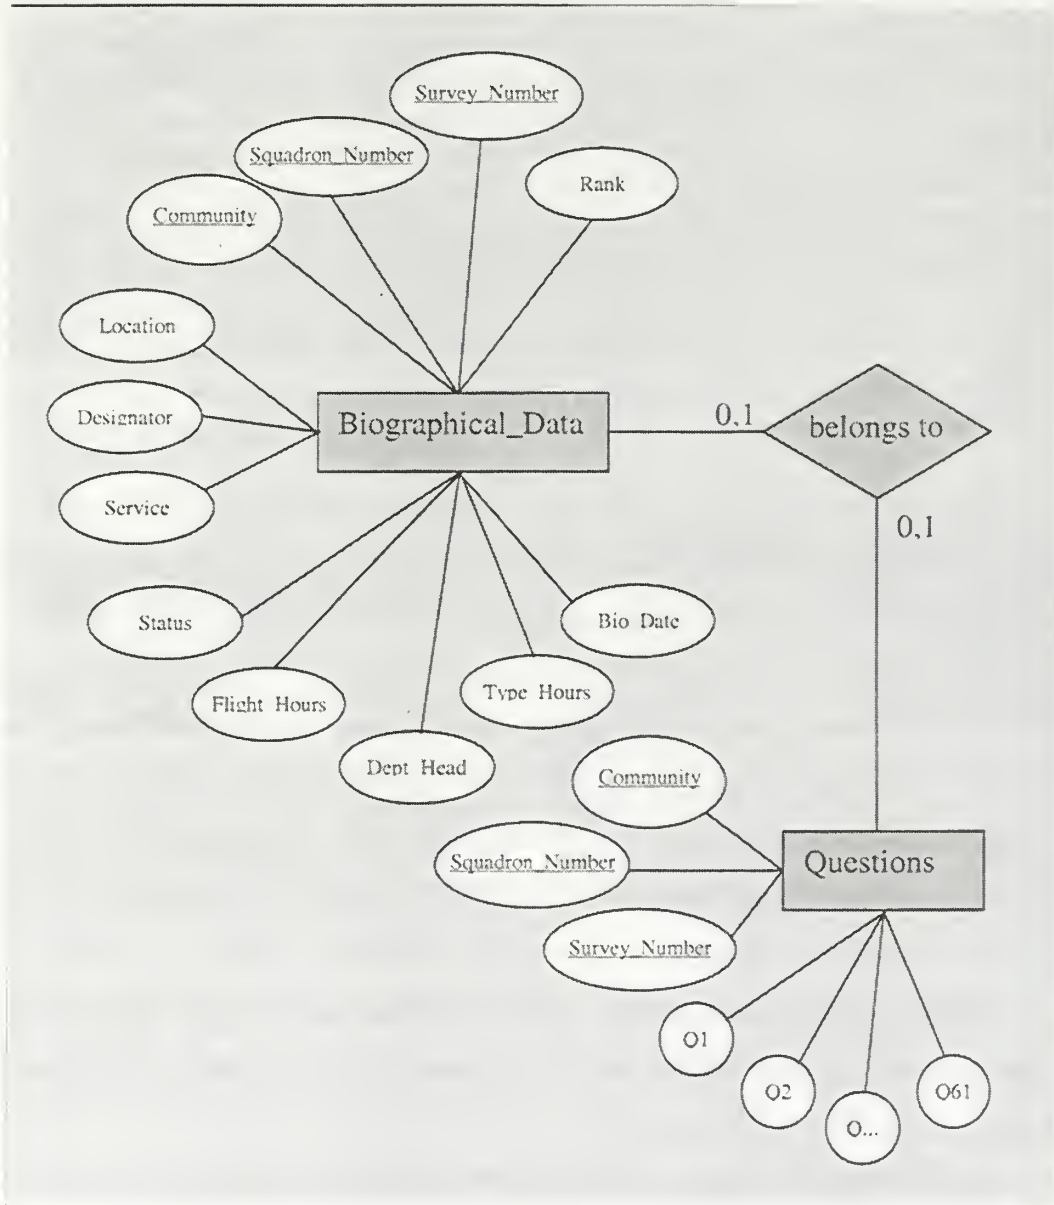 Survey_Number
Squadron_Number
Rank
Community
Location
Designator
Service
Biographical_Data
0,1
belongs to
0,1
Status
Bio Date
Flight Hours
Type Hours
Dept Head
Community
Squadron_Number
Survey_Number
Questions
Q1
Q2
Q...
Q61